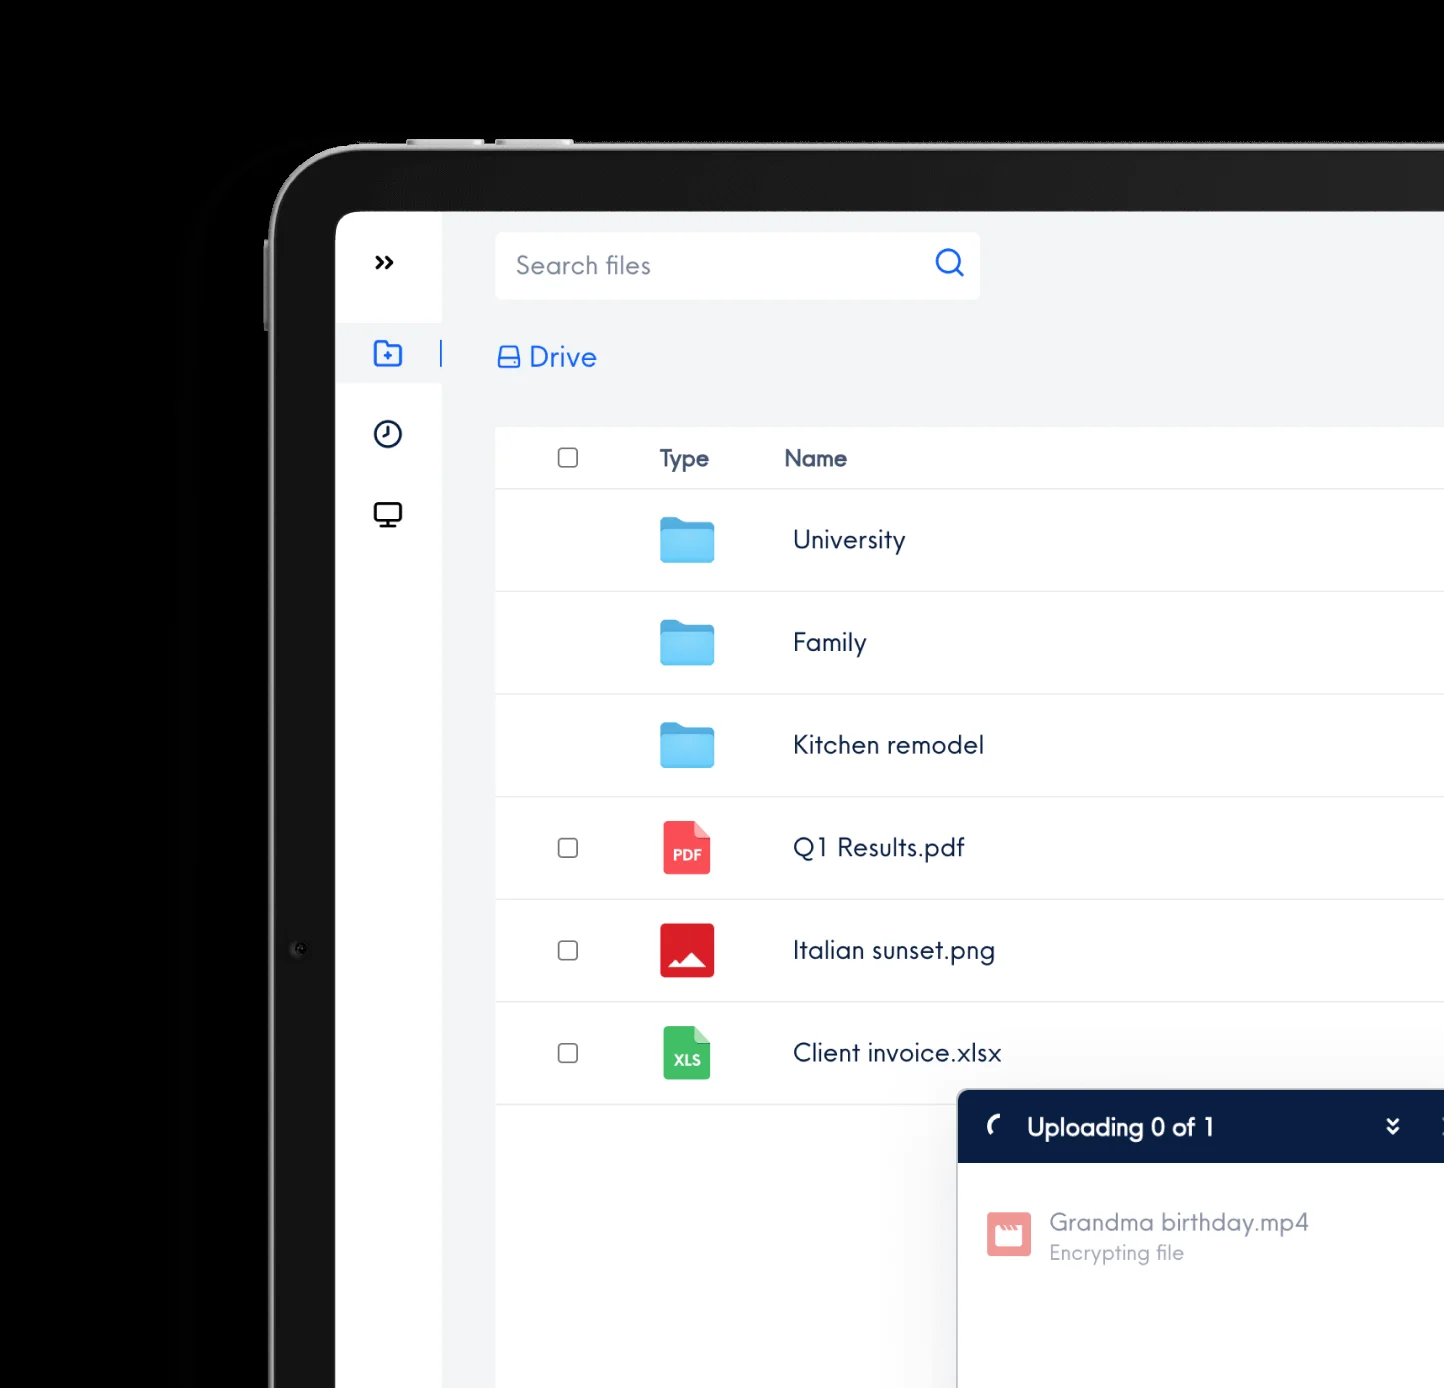 Search files
Drive
Type Name
University
Family
Kitchen remodel
PDF Q1 Results.pdf
Italian sunset.png
XLS Client invoice.xlsx
Uploading 0 of 1
Grandma birthday.mp4
Encrypting file